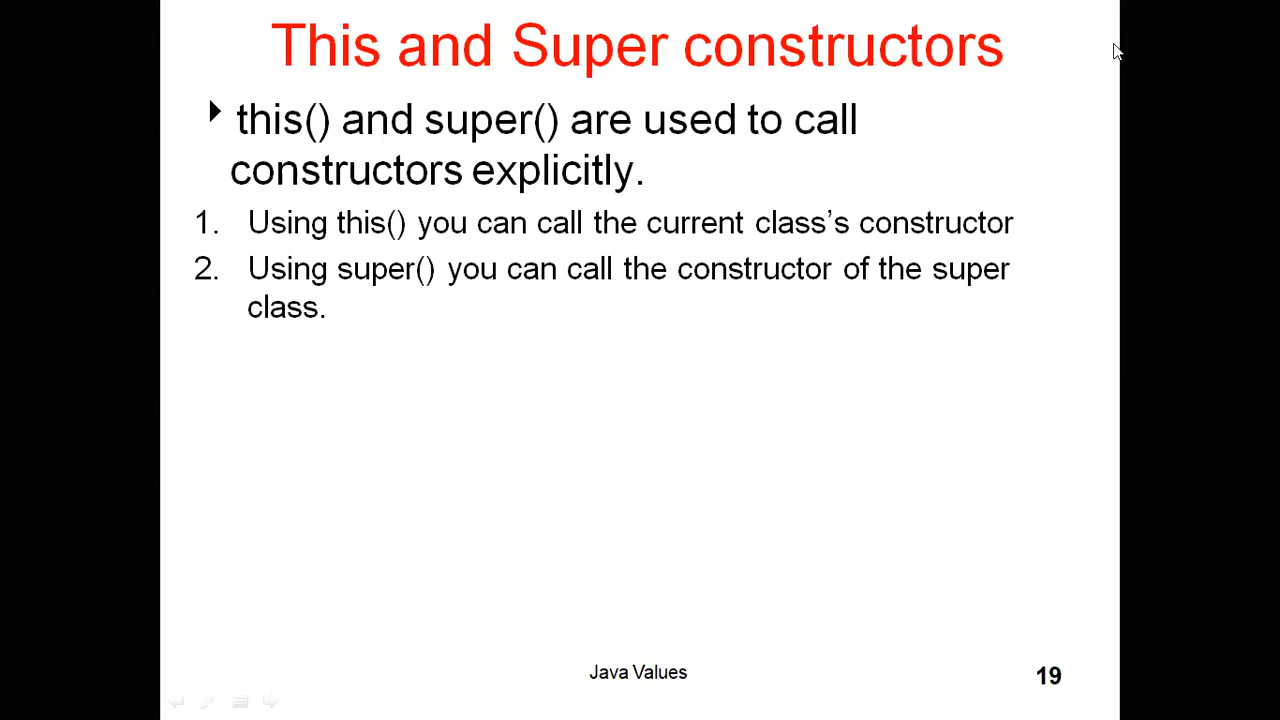 This and Super constructors
this() and super() are used to call
constructors explicitly.
1. Using this() you can call the current class’s constructor
2. Using super() you can call the constructor of the super
class.
Java Values
19